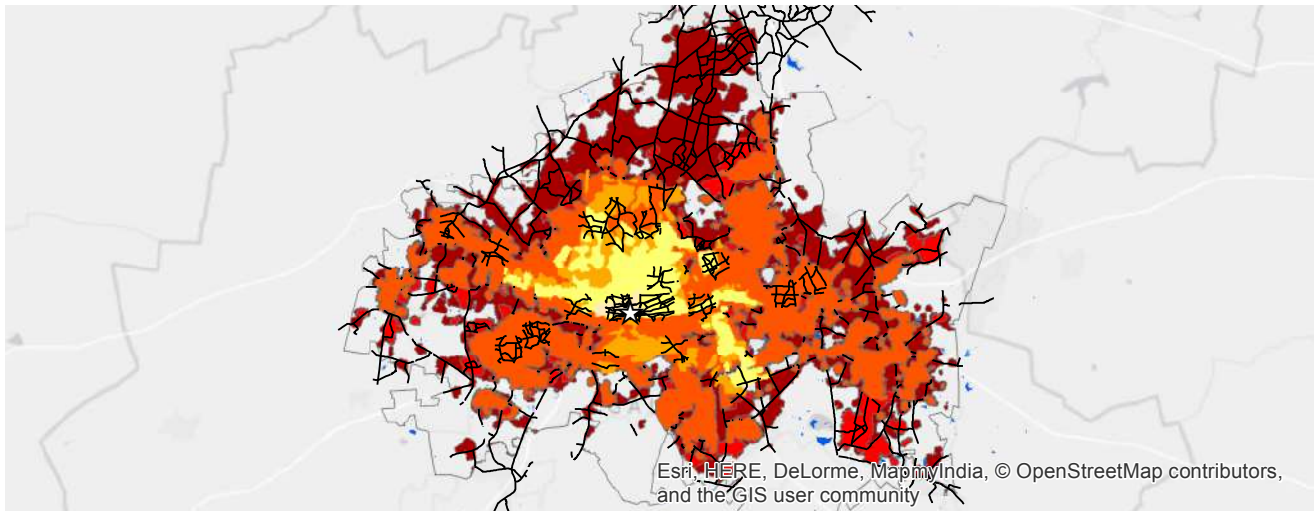 Esri, HERE, DeLorme, MapmyIndia, © OpenStreetMap contributors,
and the GIS user community